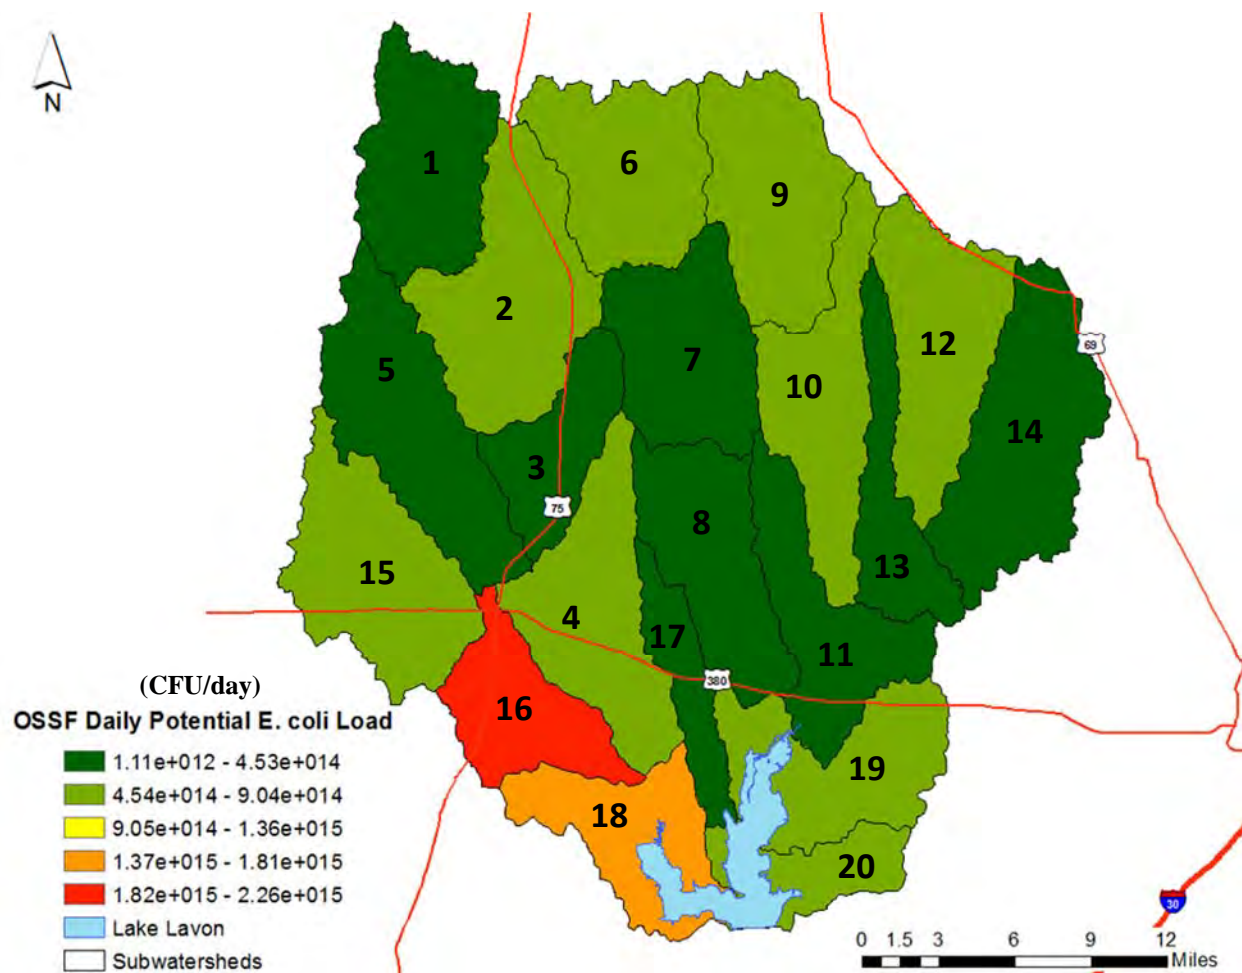 N
1
6
9
2
12
69
5
7
10
14
3
75
8
15
13
4
17
11
380
(CFU/day)
OSSF Daily Potential E. coli Load
1.11e+012 - 4.53e+014
4.54e+014 - 9.04e+014
9.05e+014 - 1.36e+015
1.37e+015 - 1.81e+015
1.82e+015 - 2.26e+015
Lake Lavon
Subwatersheds
16
19
18
20
30
0 1.5 3 6 9 12
Miles